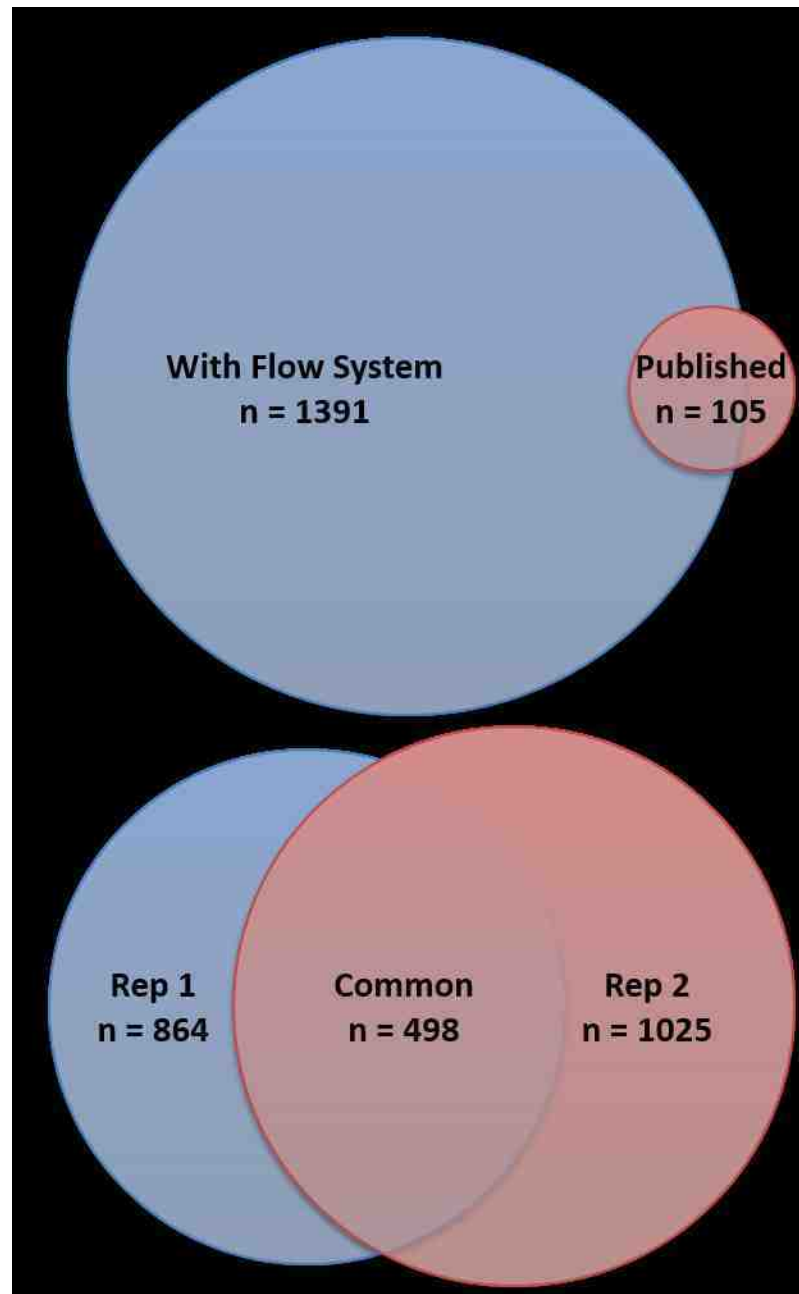 With Flow System
n = 1391
Published
n = 105
Rep 1
n = 864
Common
n = 498
Rep 2
n = 1025